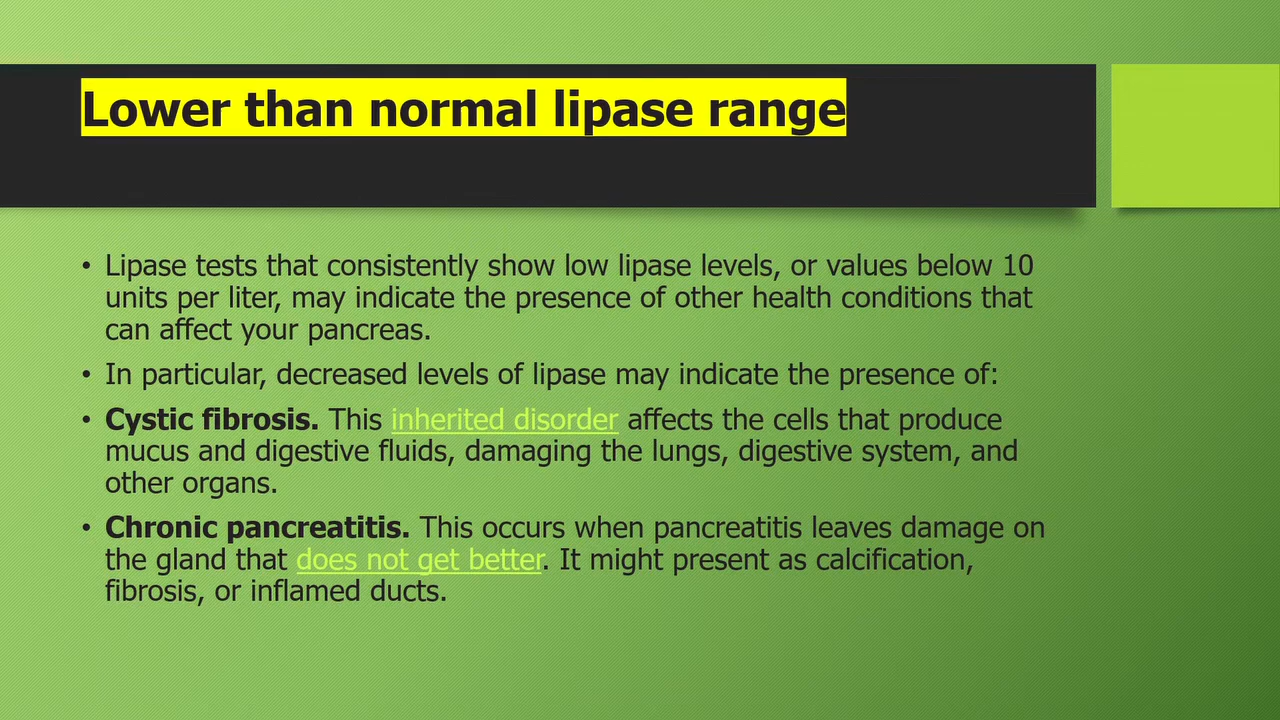 Lower than normal lipase range
• Lipase tests that consistently show low lipase levels, or values below 10
units per liter, may indicate the presence of other health conditions that
can affect your pancreas.
• In particular, decreased levels of lipase may indicate the presence of:
• Cystic fibrosis. This inherited disorder affects the cells that produce
mucus and digestive fluids, damaging the lungs, digestive system, and
other organs.
• Chronic pancreatitis. This occurs when pancreatitis leaves damage on
the gland that does not get better. It might present as calcification,
fibrosis, or inflamed ducts.